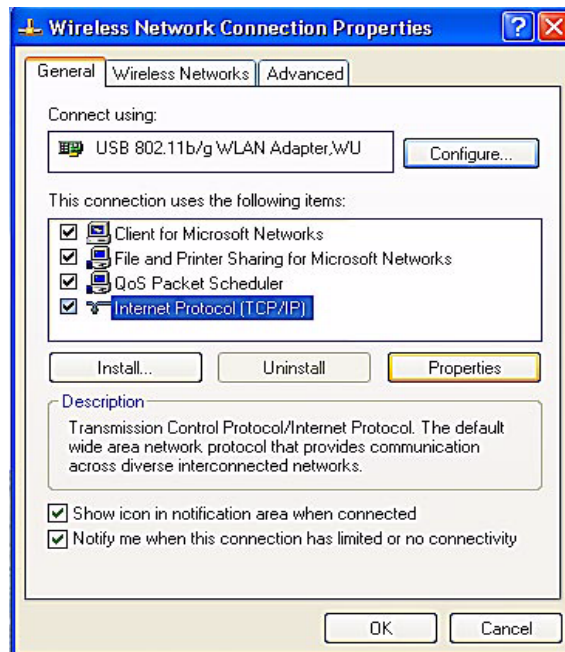 Wireless Network Connection Properties
General Wireless Networks Advanced
Connect using:
USB 802.11b/g WLAN Adapter,WU Configure...
This connection uses the following items:
Client for Microsoft Networks
File and Printer Sharing for Microsoft Networks
QoS Packet Scheduler
Internet Protocol (TCP/IP)
Install... Uninstall Properties
Description
Transmission Control Protocol/Internet Protocol. The default
wide area network protocol that provides communication
across diverse interconnected networks.
Show icon in notification area when connected
Notify me when this connection has limited or no connectivity
OK Cancel